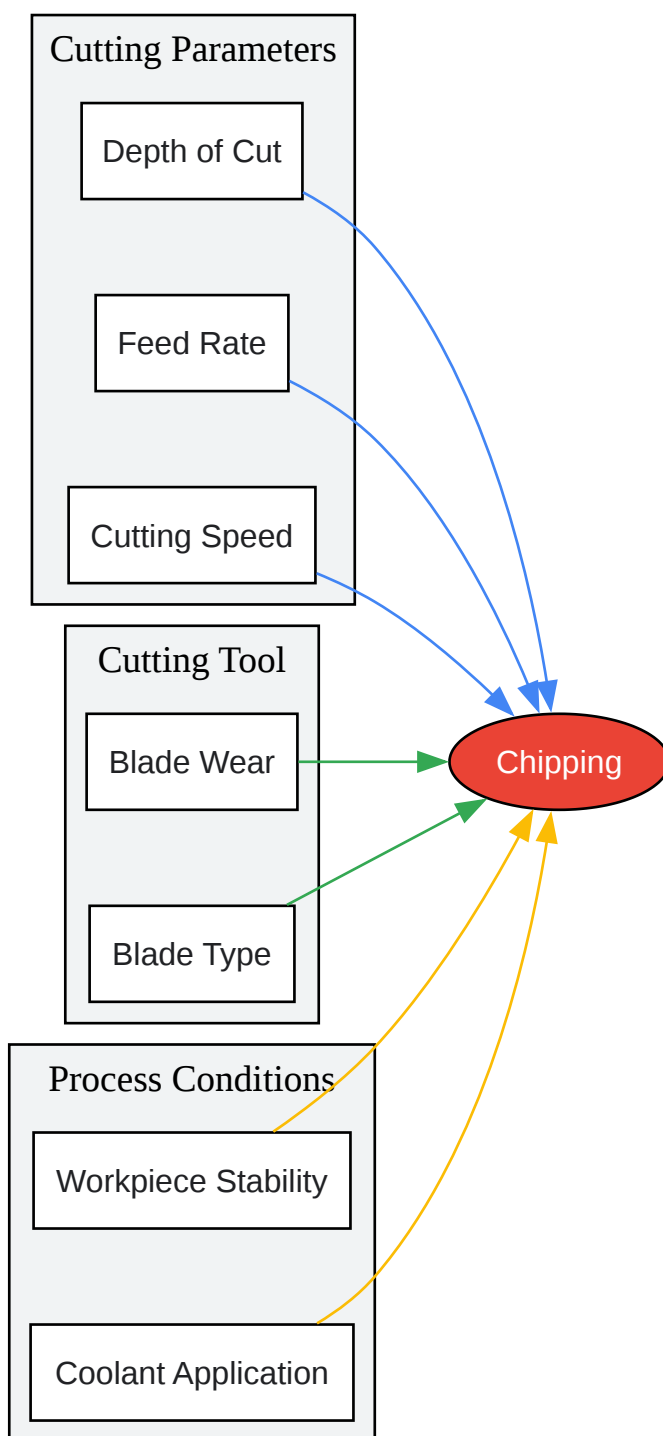 Cutting Parameters
Depth of Cut
Feed Rate
Cutting Speed
Cutting Tool
Blade Wear
Chipping
Blade Type
Process Conditions
Workpiece Stability
Coolant Application